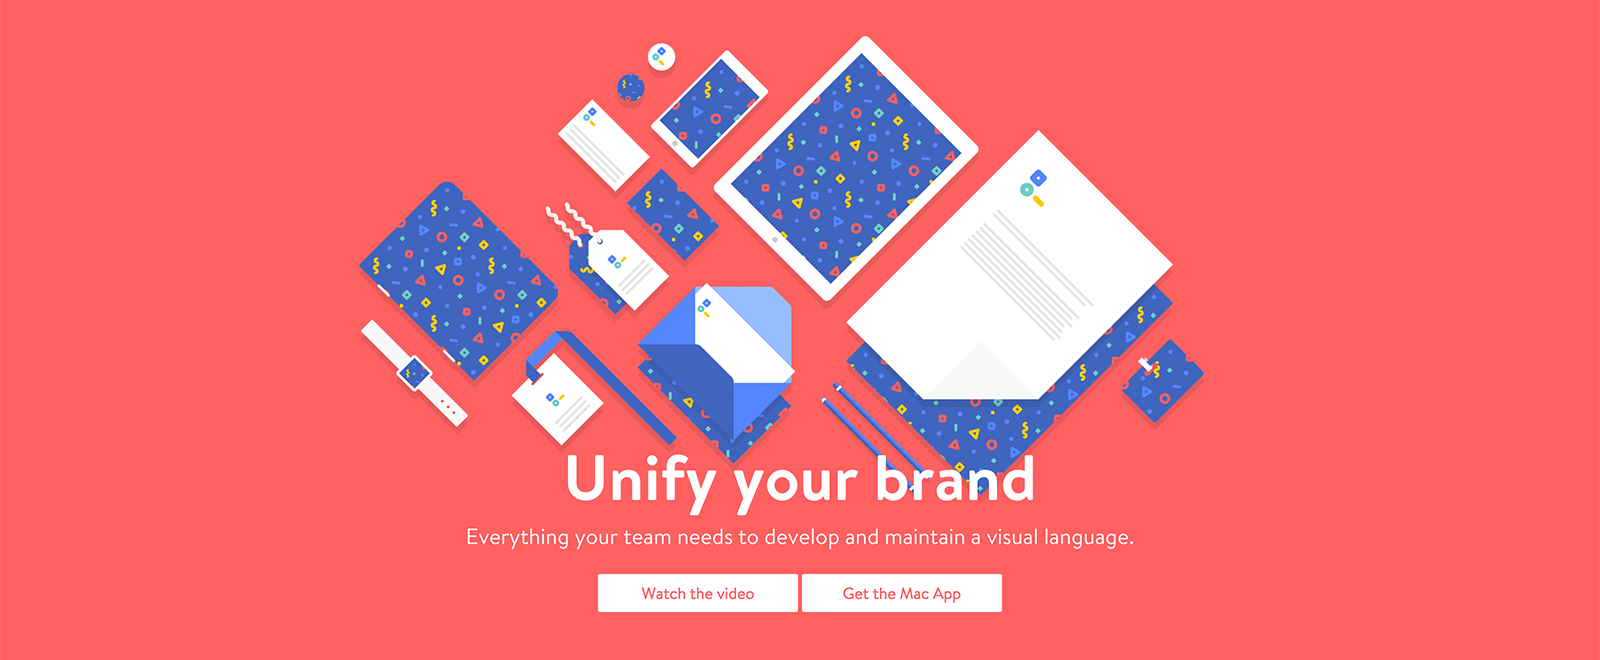 Unify your brand
Everything your team needs to develop and maintain a visual language.
Watch the video
Get the Mac App